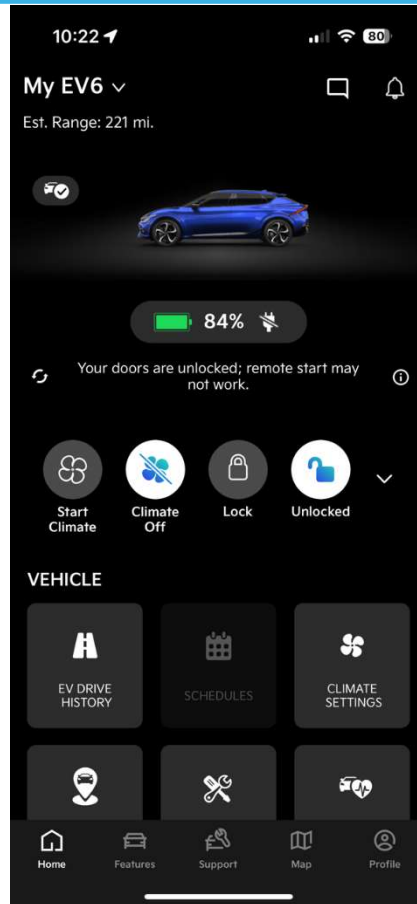 10:22
80
My EV6
Est. Range: 221 mi.
84%
Your doors are unlocked; remote start may
not work.
Start
Climate
Climate
Off
Lock
Unlocked
VEHICLE
EV DRIVE
HISTORY
SCHEDULES
CLIMATE
SETTINGS
Home
Features
Support
Map
Profile